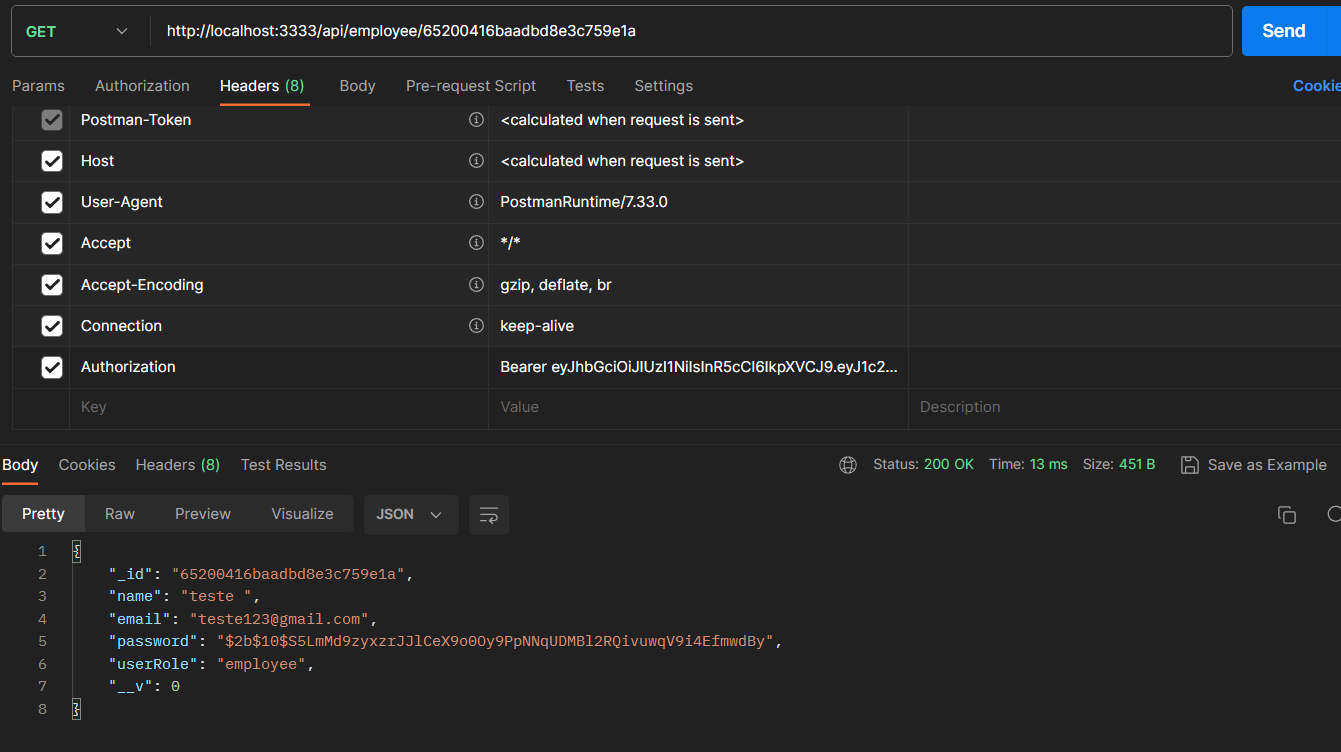 GET http://localhost:3333/api/employee/65200416baadbd8e3c759e1a Send
Params Authorization Headers (8) Body Pre-request Script Tests Settings Cookie
Postman-Token <calculated when request is sent>
Host <calculated when request is sent>
User-Agent PostmanRuntime/7.33.0
Accept */*
Accept-Encoding gzip, deflate, br
Connection keep-alive
Authorization Bearer eyJhbGciOiJIUzI1NiIsInR5cCI6IkpXVCJ9.eyJ1c2...
Key Value Description
Body Cookies Headers (8) Test Results Status: 200 OK Time: 13 ms Size: 451 B Save as Example
Pretty Raw Preview Visualize JSON
1 {
2 "_id": "65200416baadbd8e3c759e1a",
3 "name": "teste ",
4 "email": "teste123@gmail.com",
5 "password": "$2b$10$S5LmMd9zyxzrJJlCeX9o0Oy9PpNNqUDMBl2RQivuwqV9i4EfmwdBy",
6 "userRole": "employee",
7 "__v": 0
8 }